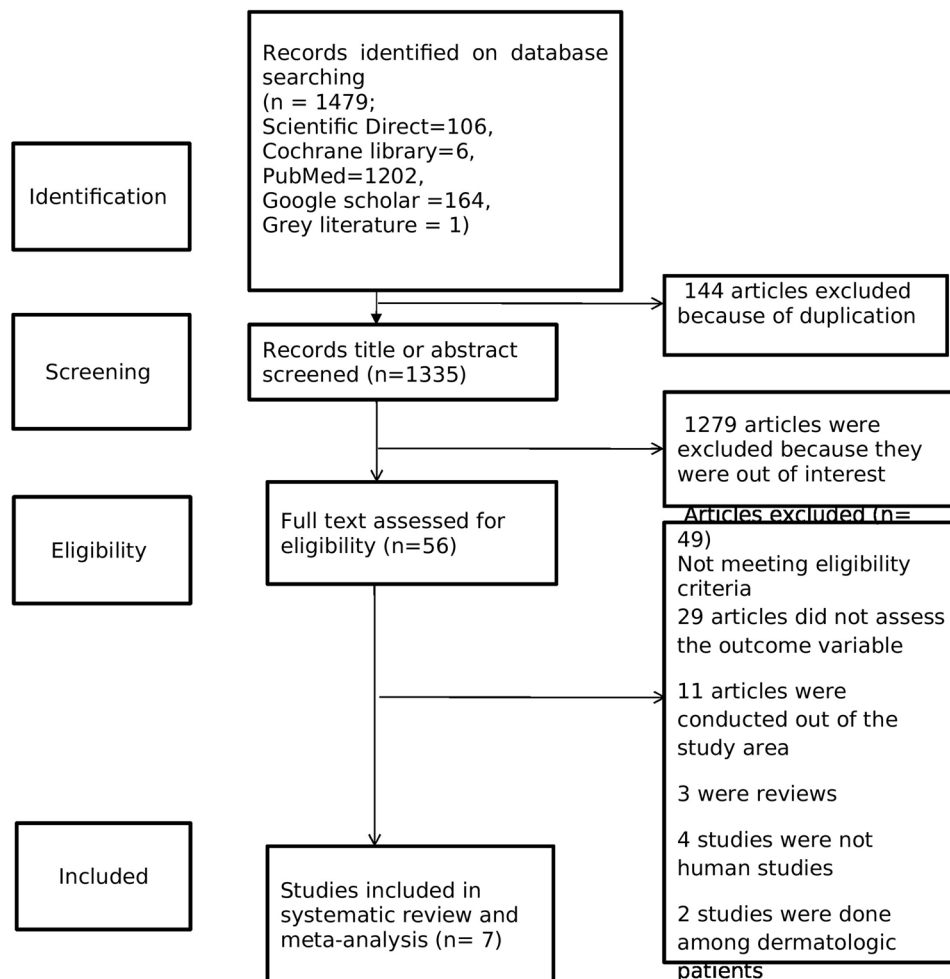 Records identified on database
searching
(n = 1479;
Scientific Direct=106,
Cochrane library=6,
PubMed=1202,
Google scholar =164,
Grey literature = 1)
Identification
144 articles excluded
because of duplication
Screening
Records title or abstract
screened (n=1335)
1279 articles were
excluded because they
were out of interest
Eligibility
Full text assessed for
eligibility (n=56)
Articles excluded (n=
49)
Not meeting eligibility
criteria
29 articles did not assess
the outcome variable
11 articles were
conducted out of the
study area
3 were reviews
4 studies were not
human studies
2 studies were done
among dermatologic
patients
Included
Studies included in
systematic review and
meta-analysis (n= 7)